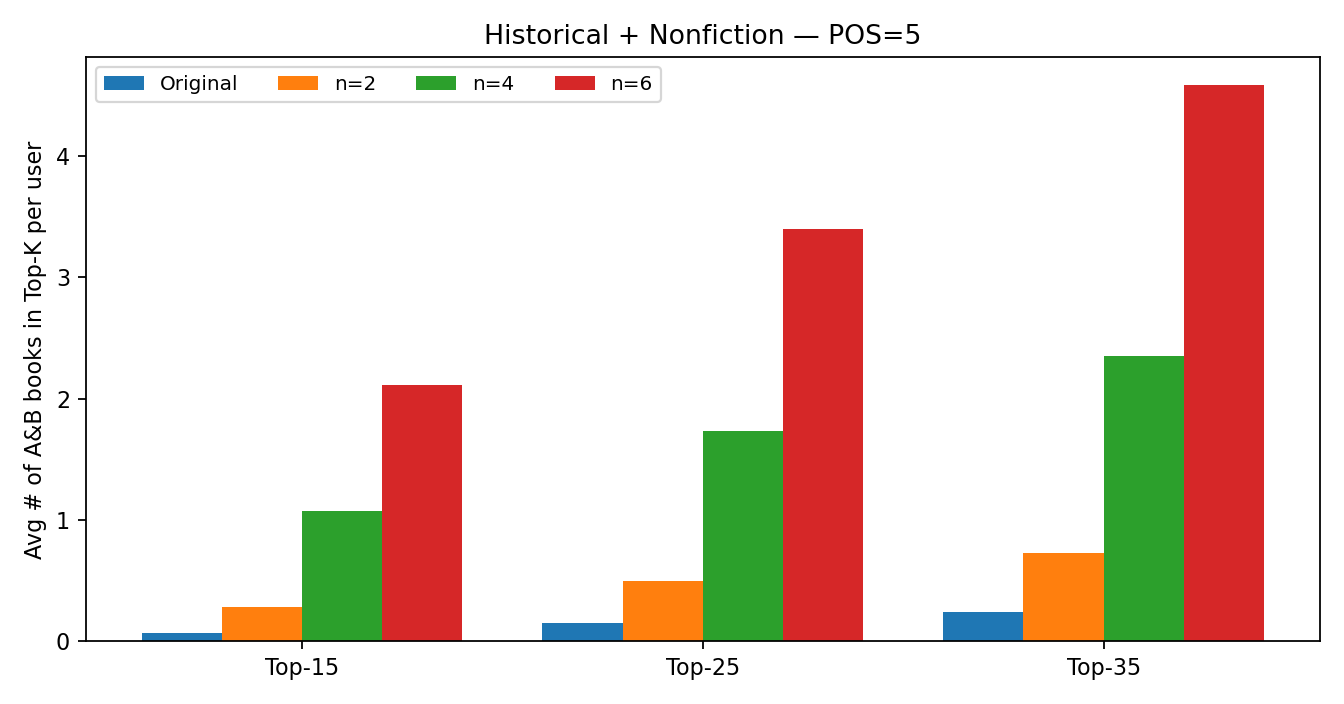 Historical + Nonfiction — POS=5
Original n=2 n=4 n=6
Avg # of A&B books in Top-K per user
4
3
2
1
0
Top-15 Top-25 Top-35